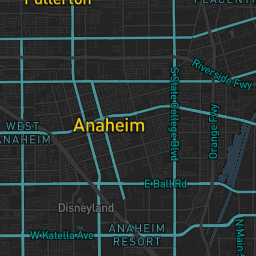 Fullerton
PLACENTI
Riverside Fwy
S State College Blvd
WEST
ANAHEIM
Anaheim
Orange Fwy
E Ball Rd
Disneyland
ANAHEIM
RESORT
W Katella Ave
N Main S